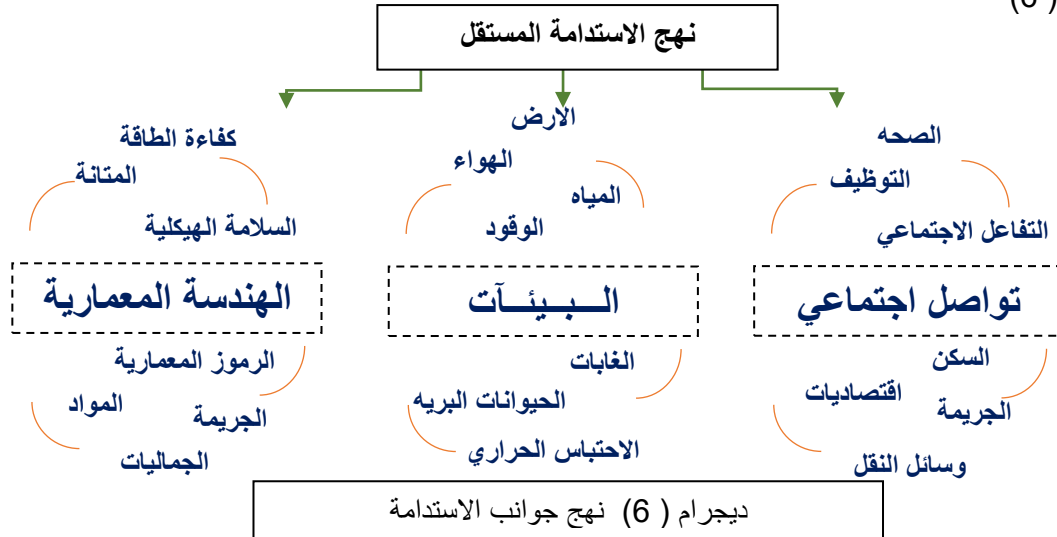 (6 )
نهج الاستدامة المستقل
الصحه
التوظيف
التفاعل الاجتماعي
تواصل اجتماعي
السكن
اقتصاديات
الجريمة
وسائل النقل
الارض
الهواء
المياه
الوقود
الـــبـيئــآت
الغابات
الحيوانات البريه
الاحتباس الحراري
كفاءة الطاقة
المتانة
السلامة الهيكلية
الهندسة المعمارية
الرموز المعمارية
المواد
الجريمة
الجماليات
ديجرام ( 6) نهج جوانب الاستدامة